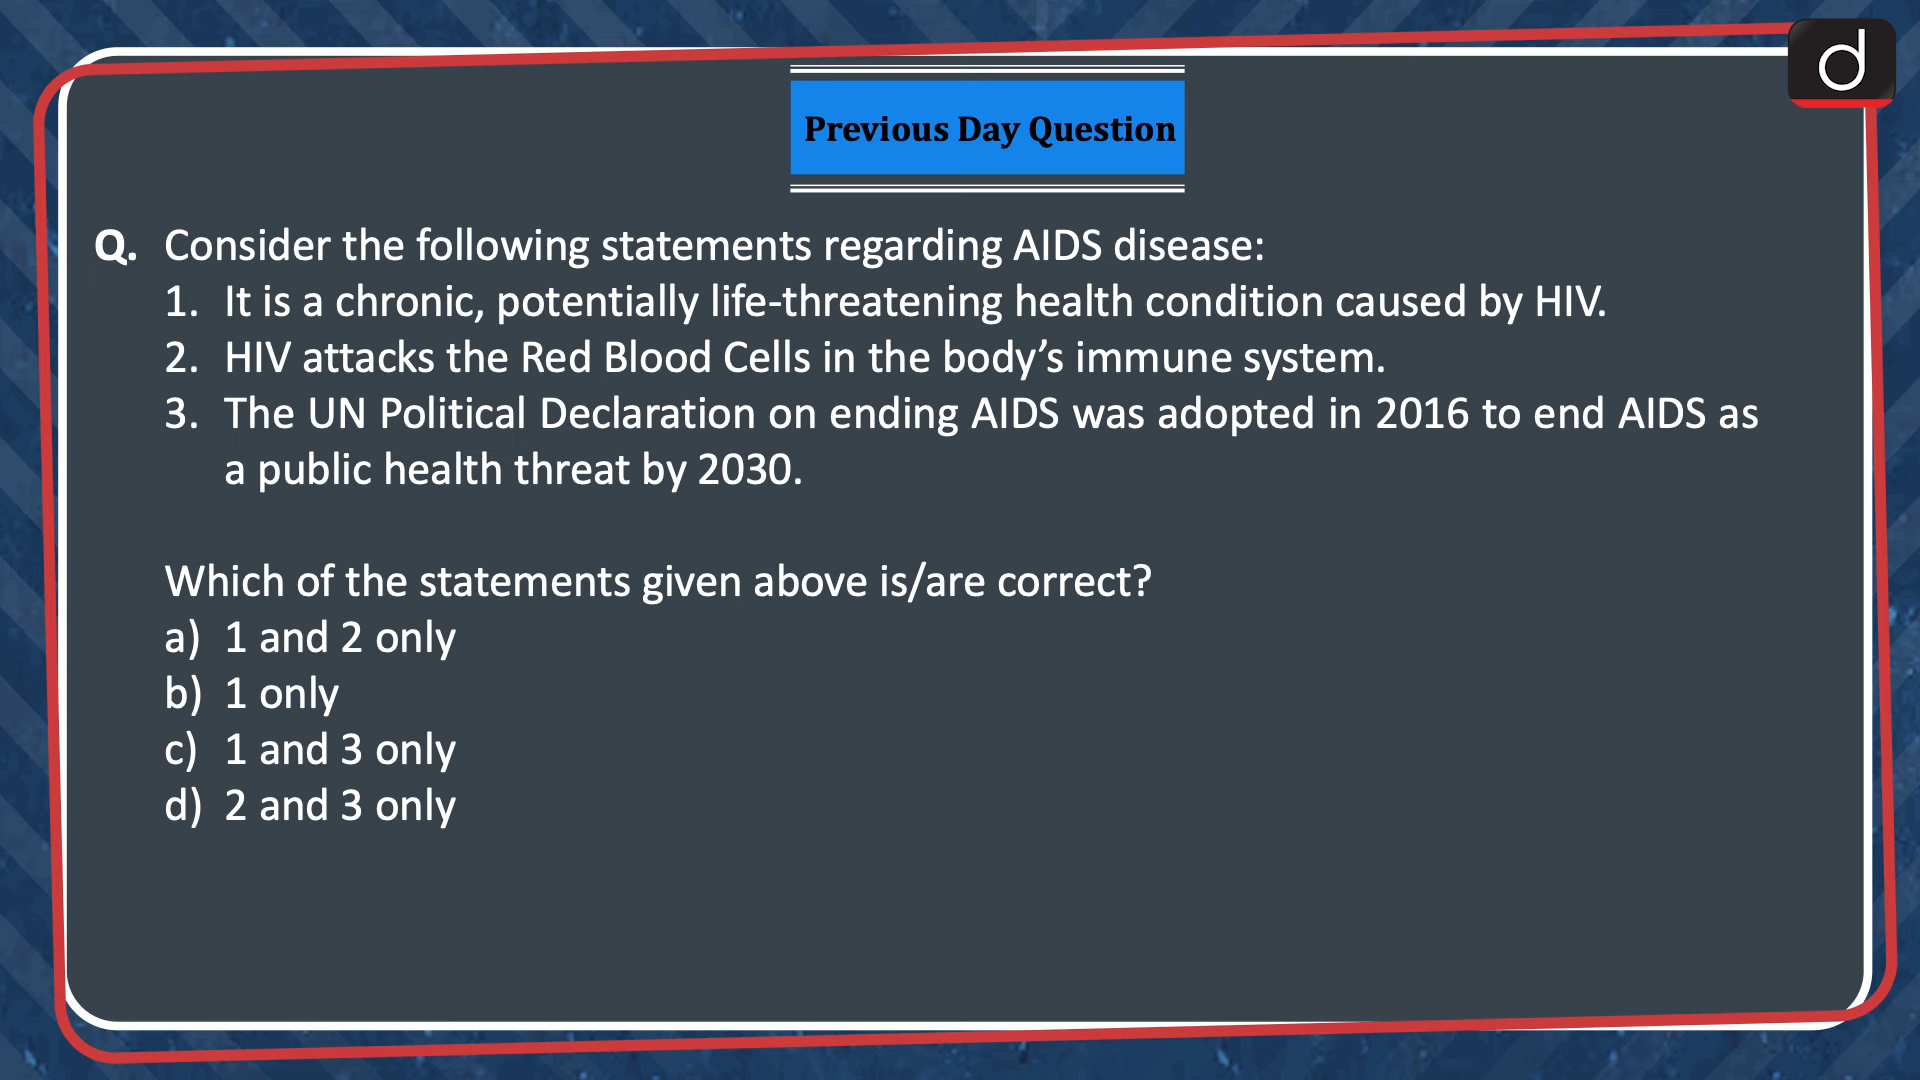 Previous Day Question
Q. Consider the following statements regarding AIDS disease:
1. It is a chronic, potentially life-threatening health condition caused by HIV.
2. HIV attacks the Red Blood Cells in the body’s immune system.
3. The UN Political Declaration on ending AIDS was adopted in 2016 to end AIDS as
a public health threat by 2030.
Which of the statements given above is/are correct?
a) 1 and 2 only
b) 1 only
c) 1 and 3 only
d) 2 and 3 only